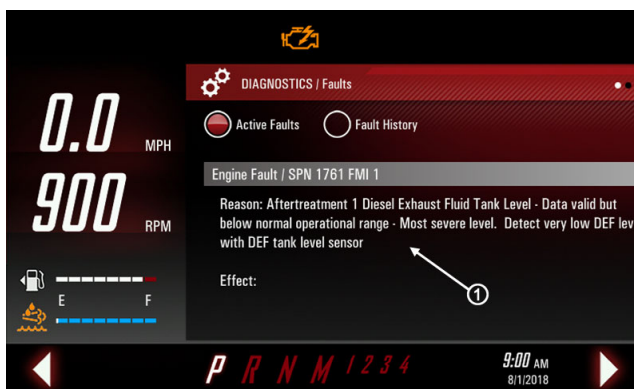 DIAGNOSTICS / Faults
Active Faults
Fault History
0.0 MPH
Engine Fault / SPN 1761 FMI 1
900 RPM
Reason: Aftertreatment 1 Diesel Exhaust Fluid Tank Level - Data valid but
below normal operational range - Most severe level. Detect very low DEF lev
with DEF tank level sensor
Effect:
1
E F
P R N M 1 2 3 4
9:00 AM
8/1/2018